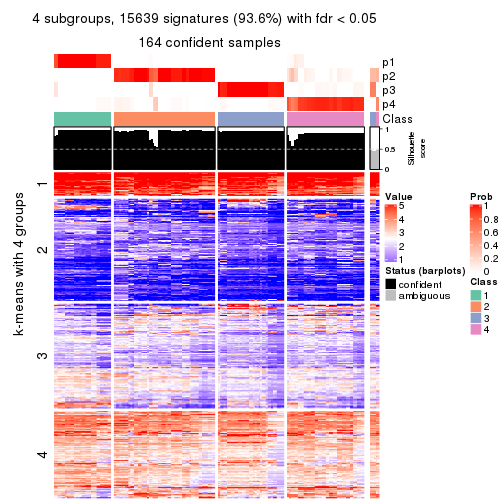 4 subgroups, 15639 signatures (93.6%) with fdr < 0.05
164 confident samples
p1
p2
p3
p4
Class
1
0.5
0
Silhouette
score
k-means with 4 groups
1
2
3
4
Value
5
4
3
2
1
Status (barplots)
confident
ambiguous
Prob
1
0.8
0.6
0.4
0.2
0
Class
1
2
3
4